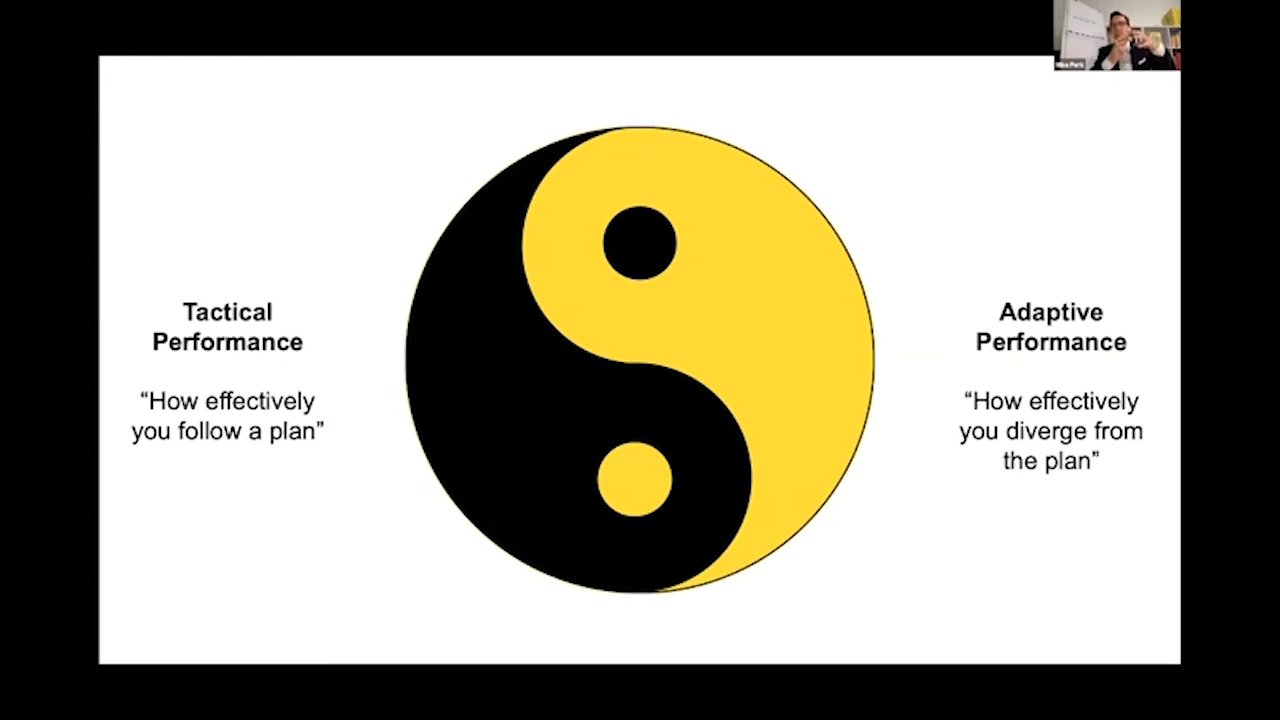 Tactical
Performance
“How effectively
you follow a plan”
Adaptive
Performance
“How effectively
you diverge from
the plan”